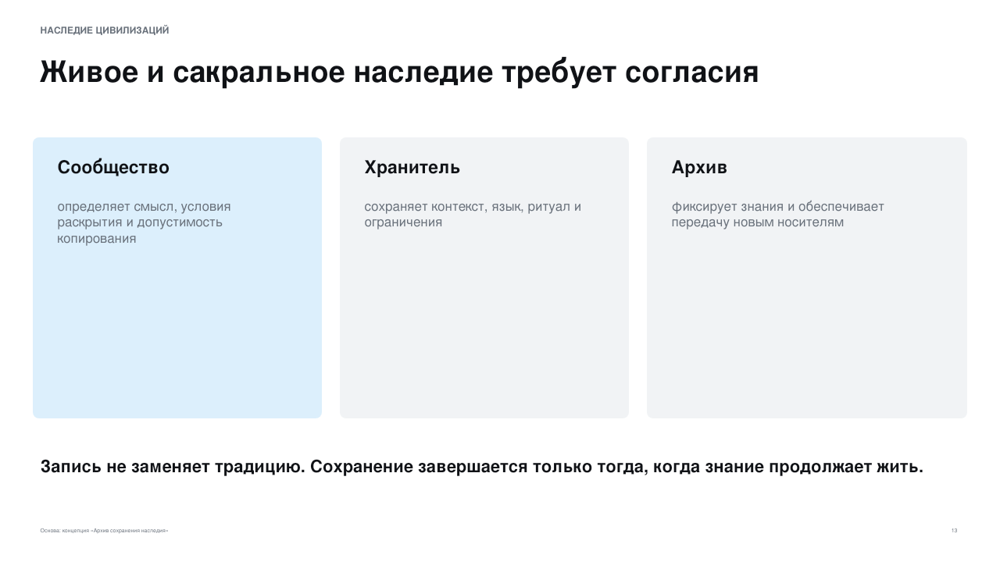 НАСЛЕДИЕ ЦИВИЛИЗАЦИЙ
Живое и сакральное наследие требует согласия
Сообщество
определяет смысл, условия
раскрытия и допустимость
копирования
Хранитель
сохраняет контекст, язык, ритуал и
ограничения
Архив
фиксирует знания и обеспечивает
передачу новым носителям
Запись не заменяет традицию. Сохранение завершается только тогда, когда знание продолжает жить.
Основа: концепция «Архив сохранения наследия»
13